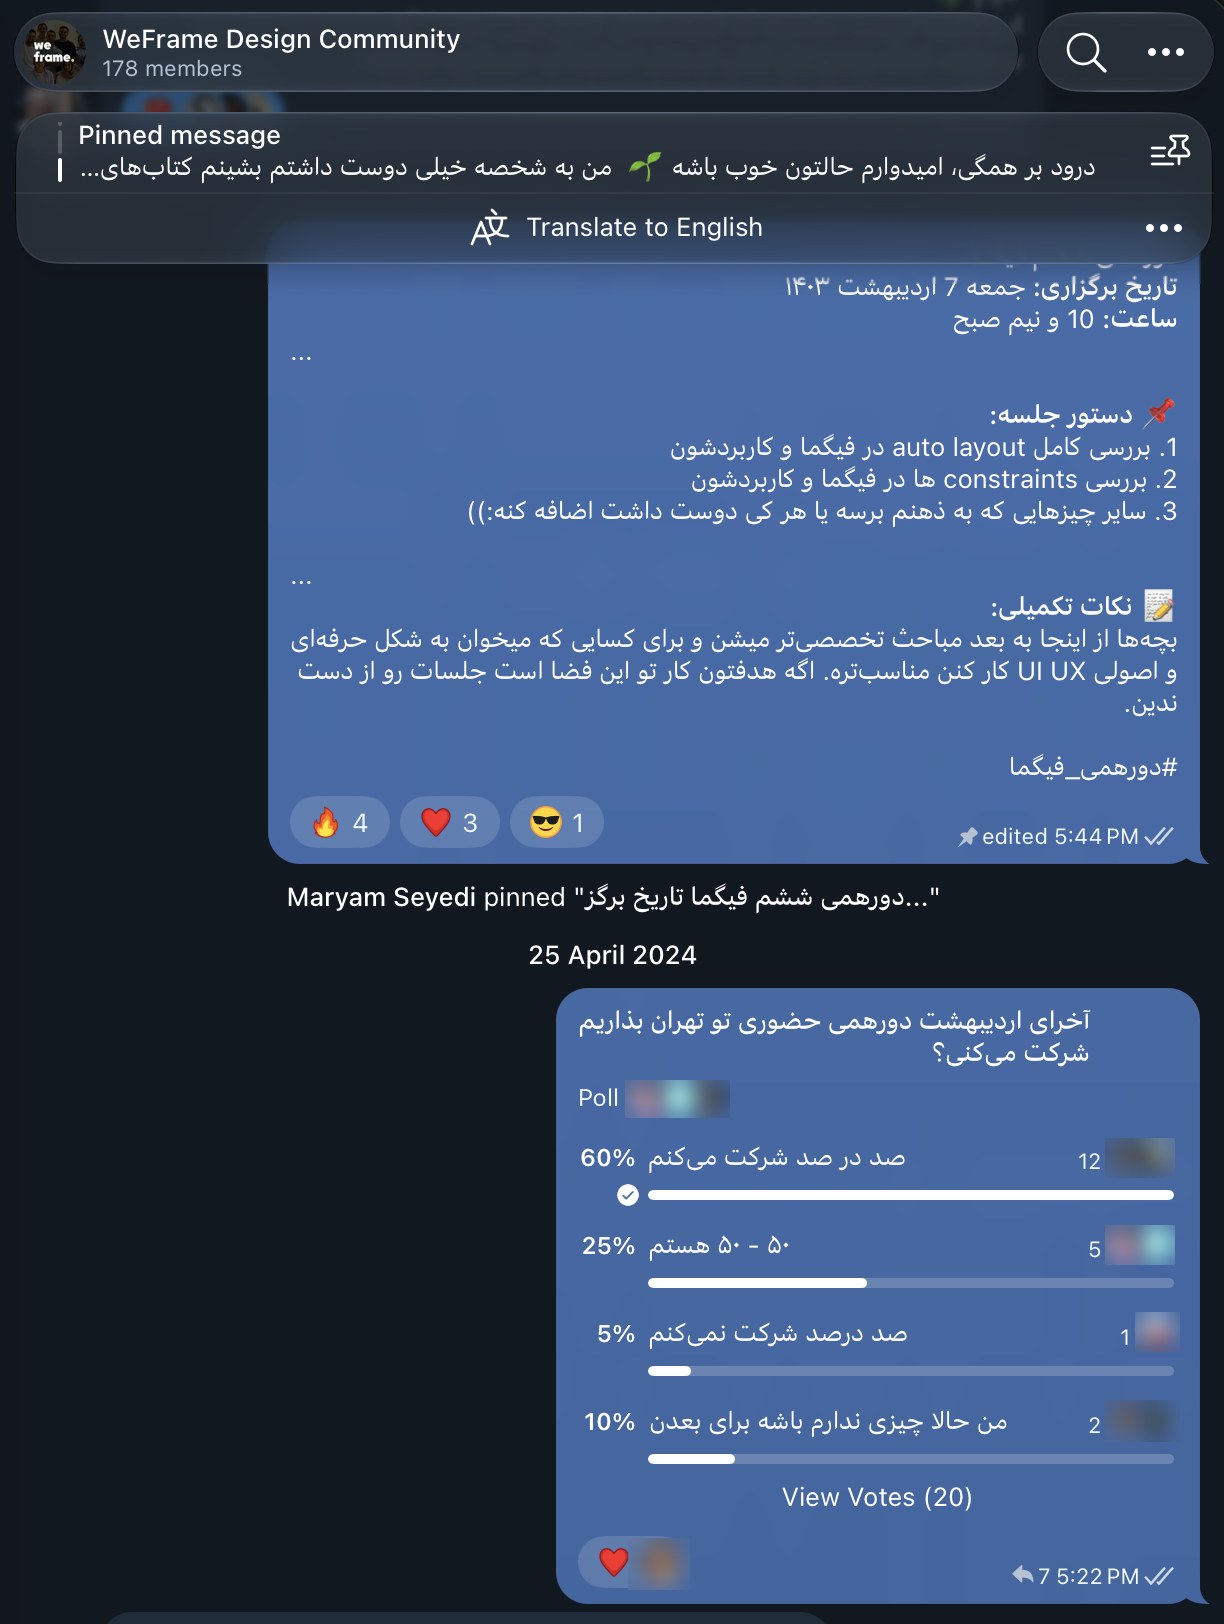 we
frame.
WeFrame Design Community
178 members
Pinned message
درود بر همگی، امیدوارم حالتون خوب باشه 🌱 من به شخصه خیلی دوست داشتم بشینم کتاب‌های...
Translate to English
تاریخ برگزاری: جمعه 7 اردیبهشت ۱۴۰۳
ساعت: 10 و نیم صبح
...
📌 دستور جلسه:
1. بررسی کامل auto layout در فیگما و کاربردشون
2. بررسی constraints ها در فیگما و کاربردشون
3. سایر چیزهایی که به ذهنم برسه یا هر کی دوست داشت اضافه کنه:))
...
📝 نکات تکمیلی:
بچه‌ها از اینجا به بعد مباحث تخصصی‌تر میشن و برای کسایی که میخوان به شکل حرفه‌ای
و اصولی UI UX کار کنن مناسب‌تره. اگه هدفتون کار تو این فضا است جلسات رو از دست
ندین.
#دورهمی_فیگما
🔥 4 ❤️ 3 😎 1
edited 5:44 PM
Maryam Seyedi pinned "دورهمی ششم فیگما تاریخ برگز..."
25 April 2024
آخرای اردیبهشت دورهمی حضوری تو تهران بذاریم
شرکت می‌کنی؟
Poll
60% صد در صد شرکت می‌کنم 12
25% ۵۰ - ۵۰ هستم 5
5% صد درصد شرکت نمی‌کنم 1
10% من حالا چیزی ندارم باشه برای بعدن 2
View Votes (20)
❤️
7 5:22 PM